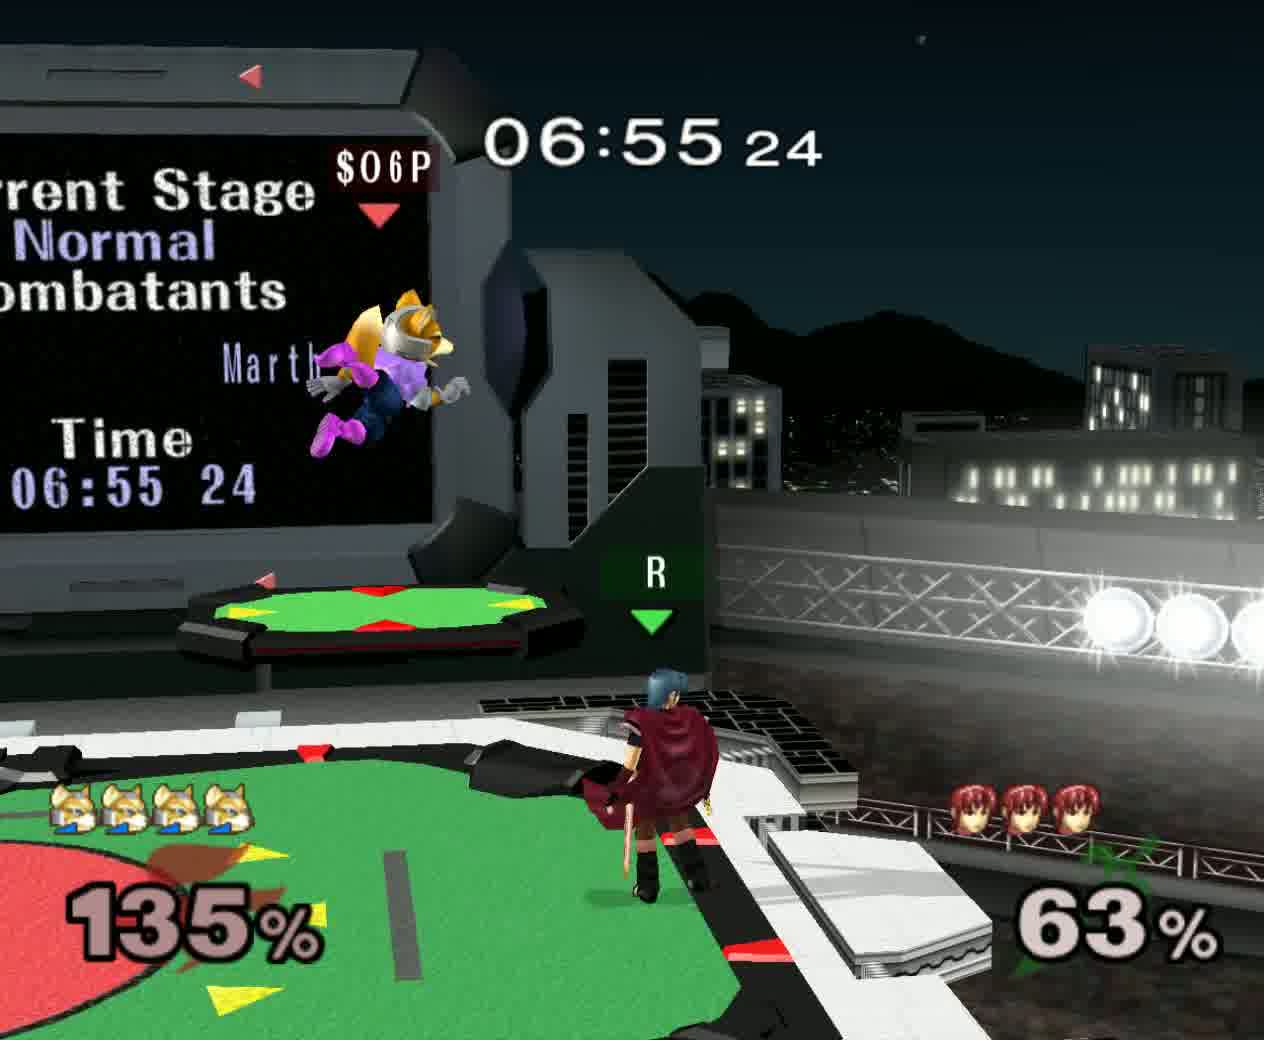 06:55 24
$06P
rrent Stage
Normal
ombatants
Marth
Time
06:55 24
R
135%
63%